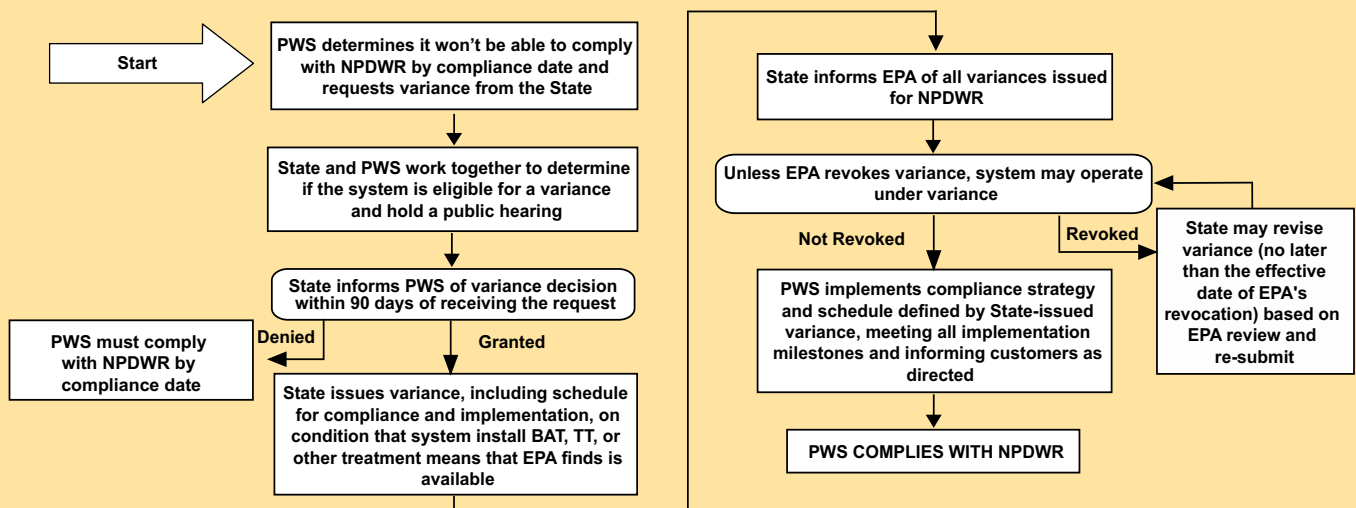 Start
PWS determines it won't be able to comply
with NPDWR by compliance date and
requests variance from the State
State and PWS work together to determine
if the system is eligible for a variance
and hold a public hearing
State informs PWS of variance decision
within 90 days of receiving the request
Denied
Granted
PWS must comply
with NPDWR by
compliance date
State issues variance, including schedule
for compliance and implementation, on
condition that system install BAT, TT, or
other treatment means that EPA finds is
available
State informs EPA of all variances issued
for NPDWR
Unless EPA revokes variance, system may operate
under variance
Not Revoked
Revoked
State may revise
variance (no later
than the effective
date of EPA's
revocation) based on
EPA review and
re-submit
PWS implements compliance strategy
and schedule defined by State-issued
variance, meeting all implementation
milestones and informing customers as
directed
PWS COMPLIES WITH NPDWR